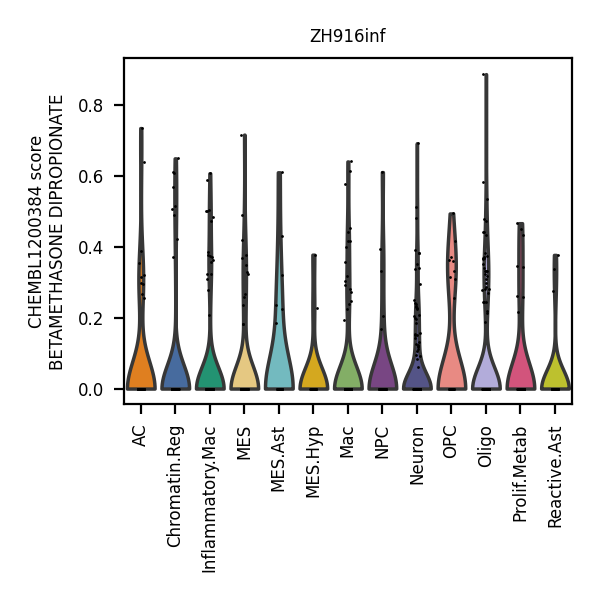 ZH916inf
CHEMBL1200384 score
BETAMETHASONE DIPROPIONATE
0.8
0.6
0.4
0.2
0.0
AC
Chromatin.Reg
Inflammatory.Mac
MES
MES.Ast
MES.Hyp
Mac
NPC
Neuron
OPC
Oligo
Prolif.Metab
Reactive.Ast